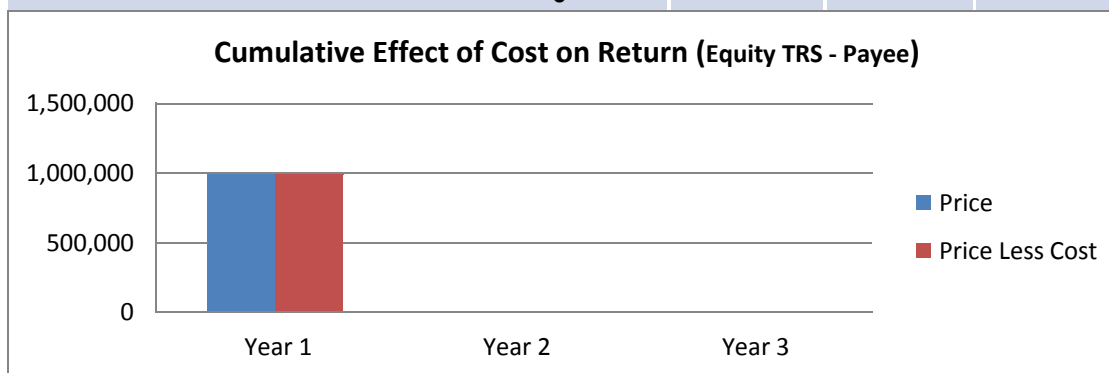 Cumulative Effect of Cost on Return (Equity TRS - Payee)
1,500,000
1,000,000
500,000
0
Year 1 Year 2 Year 3
Price
Price Less Cost